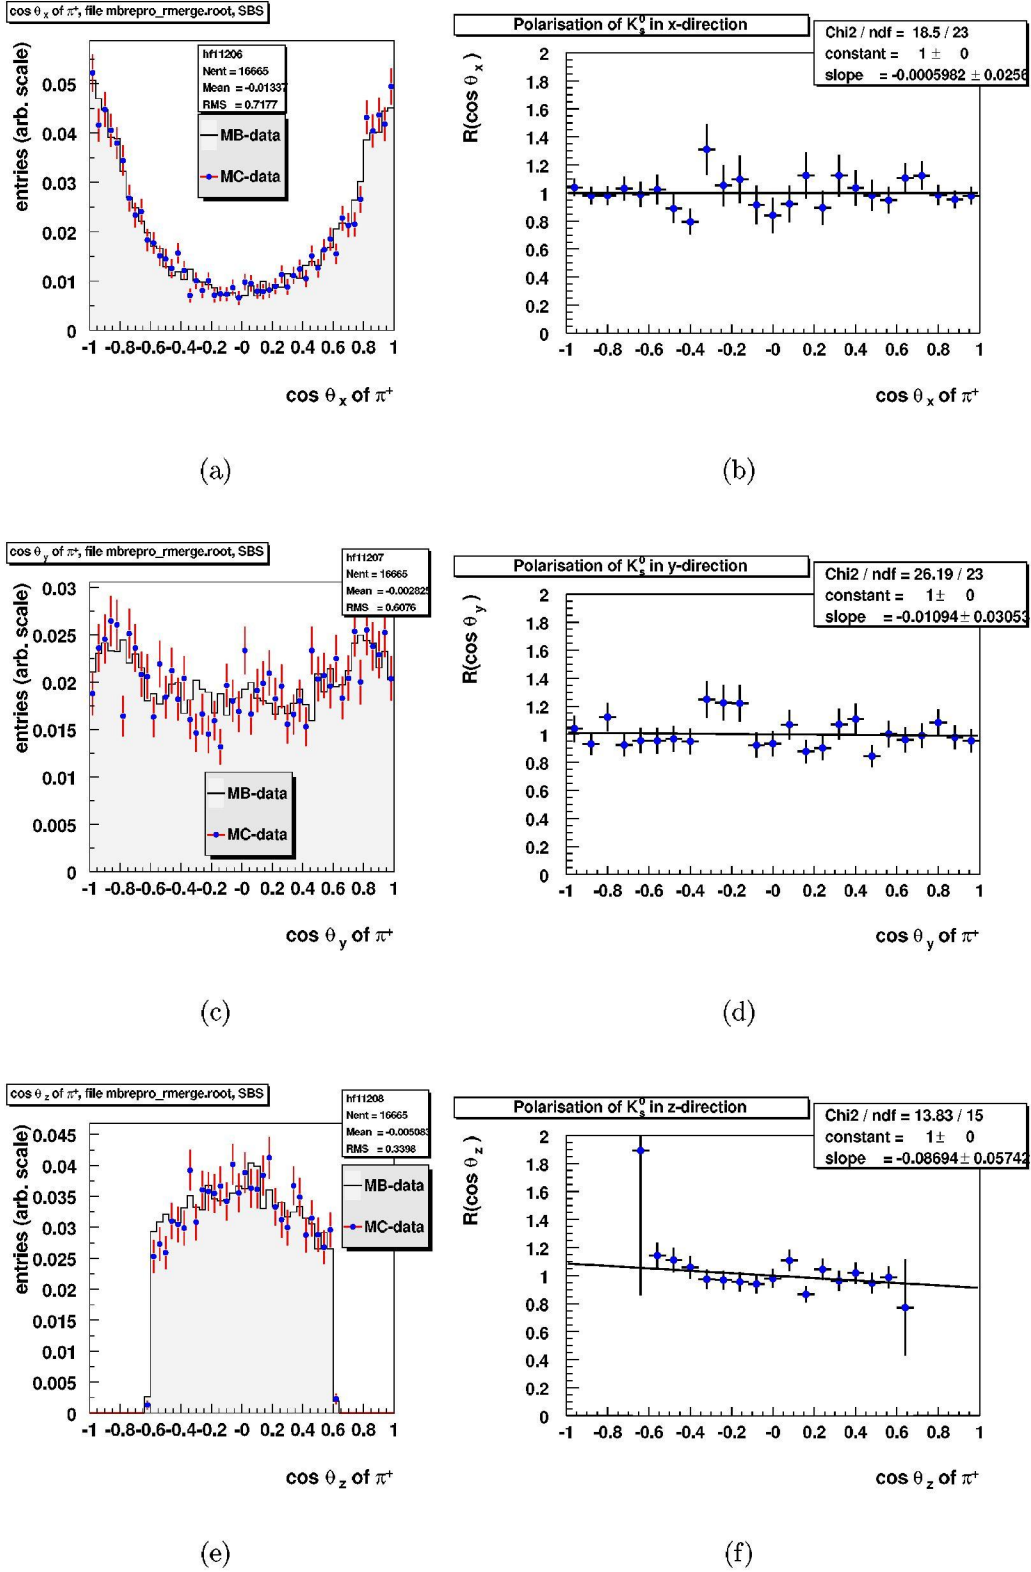 cos θx of π+, file mbrepro_rmerge.root, SBS
hf11206
Nent = 16665
Mean = -0.01337
RMS = 0.7177
MB-data
MC-data
entries (arb. scale)
0.05
0.04
0.03
0.02
0.01
0
-1 -0.8-0.6-0.4-0.2 -0 0.2 0.4 0.6 0.8 1
cos θx of π+
(a)
Polarisation of K0s in x-direction
Chi2 / ndf = 18.5 / 23
constant = 1 ± 0
slope = -0.0005982 ± 0.0256
R(cos θx)
2
1.8
1.6
1.4
1.2
1
0.8
0.6
0.4
0.2
0
-1 -0.8 -0.6 -0.4 -0.2 -0 0.2 0.4 0.6 0.8 1
cos θx of π+
(b)
cos θy of π+, file mbrepro_rmerge.root, SBS
hf11207
Nent = 16665
Mean = -0.002825
RMS = 0.6076
MB-data
MC-data
entries (arb. scale)
0.03
0.025
0.02
0.015
0.01
0.005
0
-1 -0.8-0.6-0.4-0.2 -0 0.2 0.4 0.6 0.8 1
cos θy of π+
(c)
Polarisation of K0s in y-direction
Chi2 / ndf = 26.19 / 23
constant = 1 ± 0
slope = -0.01094 ± 0.03053
R(cos θy)
2
1.8
1.6
1.4
1.2
1
0.8
0.6
0.4
0.2
0
-1 -0.8 -0.6 -0.4 -0.2 -0 0.2 0.4 0.6 0.8 1
cos θy of π+
(d)
cos θz of π+, file mbrepro_rmerge.root, SBS
hf11208
Nent = 16665
Mean = -0.005083
RMS = 0.3398
MB-data
MC-data
entries (arb. scale)
0.045
0.04
0.035
0.03
0.025
0.02
0.015
0.01
0.005
0
-1 -0.8-0.6-0.4-0.2 -0 0.2 0.4 0.6 0.8 1
cos θz of π+
(e)
Polarisation of K0s in z-direction
Chi2 / ndf = 13.83 / 15
constant = 1 ± 0
slope = -0.08694 ± 0.05742
R(cos θz)
2
1.8
1.6
1.4
1.2
1
0.8
0.6
0.4
0.2
0
-1 -0.8 -0.6 -0.4 -0.2 -0 0.2 0.4 0.6 0.8 1
cos θz of π+
(f)